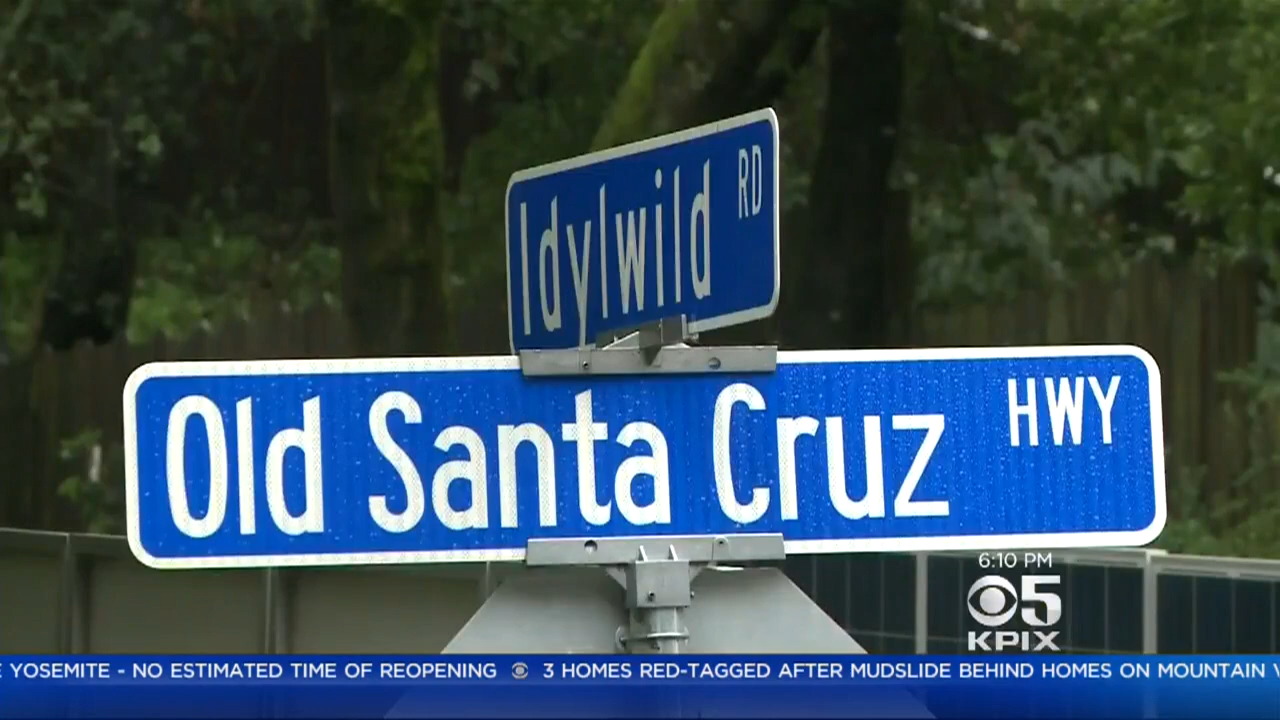 Idylwild RD
Old Santa Cruz HWY
6:10 PM
5
KPIX
YOSEMITE - NO ESTIMATED TIME OF REOPENING 3 HOMES RED-TAGGED AFTER MUDSLIDE BEHIND HOMES ON MOUNTAIN